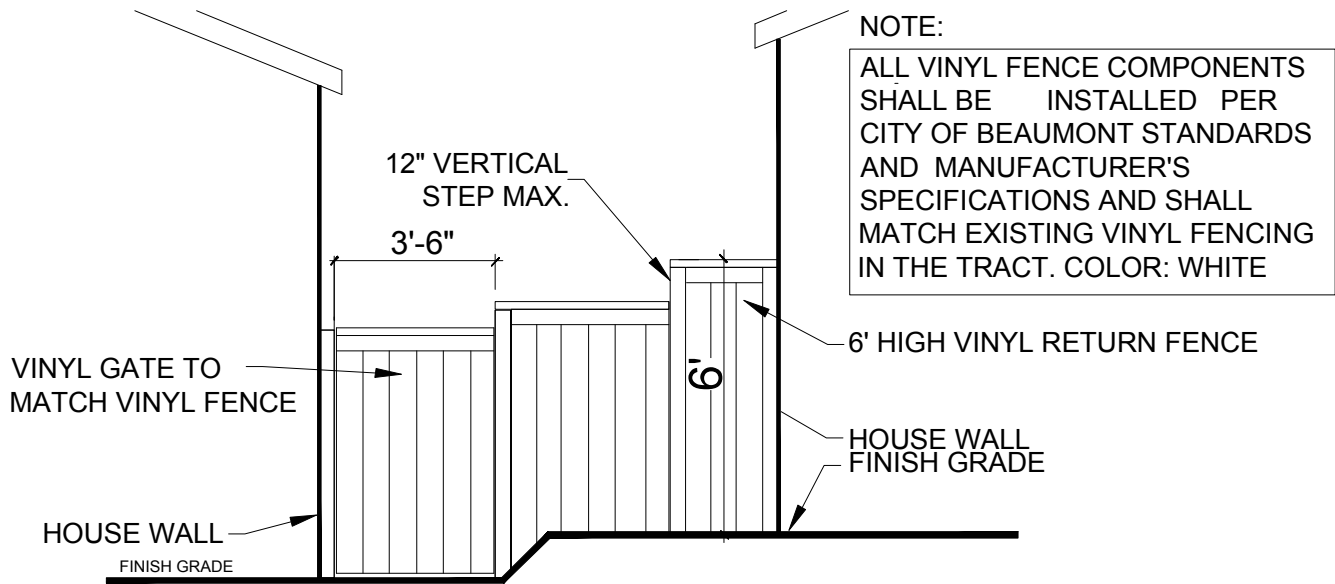 NOTE:
ALL VINYL FENCE COMPONENTS
SHALL BE INSTALLED PER
CITY OF BEAUMONT STANDARDS
AND MANUFACTURER'S
SPECIFICATIONS AND SHALL
MATCH EXISTING VINYL FENCING
IN THE TRACT. COLOR: WHITE
12" VERTICAL
STEP MAX.
3'-6"
6' HIGH VINYL RETURN FENCE
VINYL GATE TO
MATCH VINYL FENCE
6'
HOUSE WALL
FINISH GRADE
HOUSE WALL
FINISH GRADE